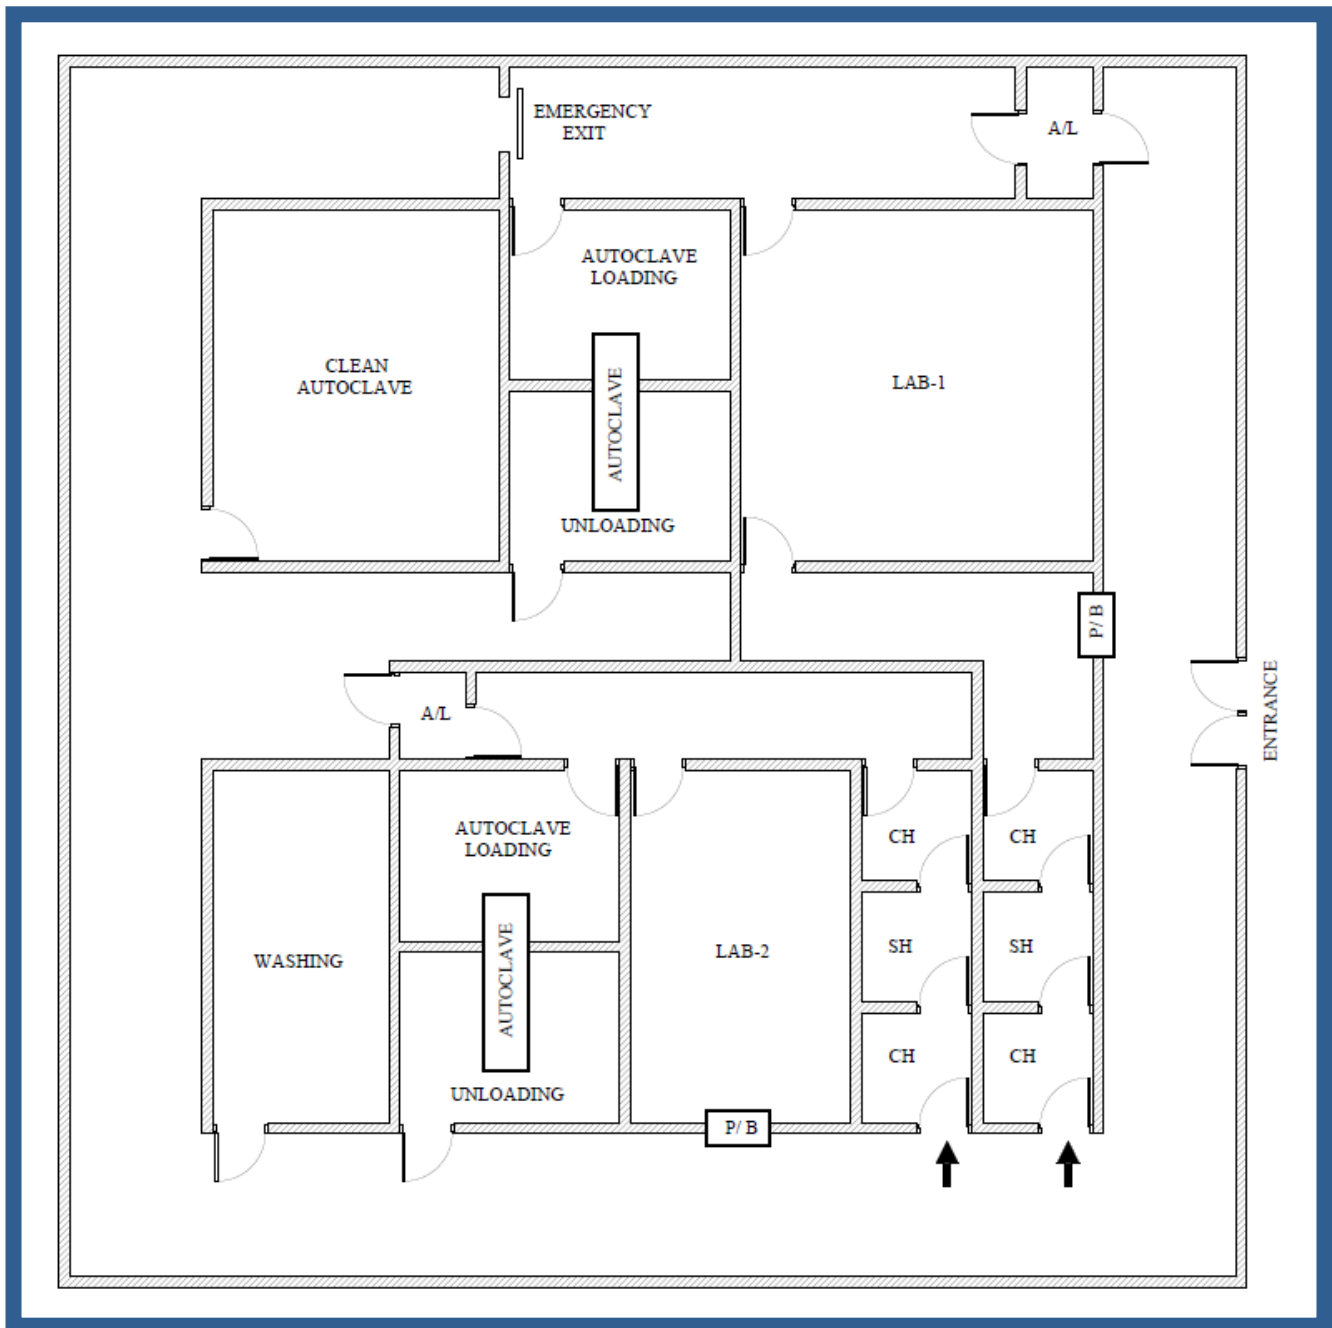 EMERGENCY
EXIT
A/L
AUTOCLAVE
LOADING
CLEAN
AUTOCLAVE
AUTOCLAVE
LAB-1
UNLOADING
P/ B
ENTRANCE
A/L
AUTOCLAVE
LOADING
CH
CH
WASHING
AUTOCLAVE
LAB-2
SH
SH
CH
CH
UNLOADING
P/ B